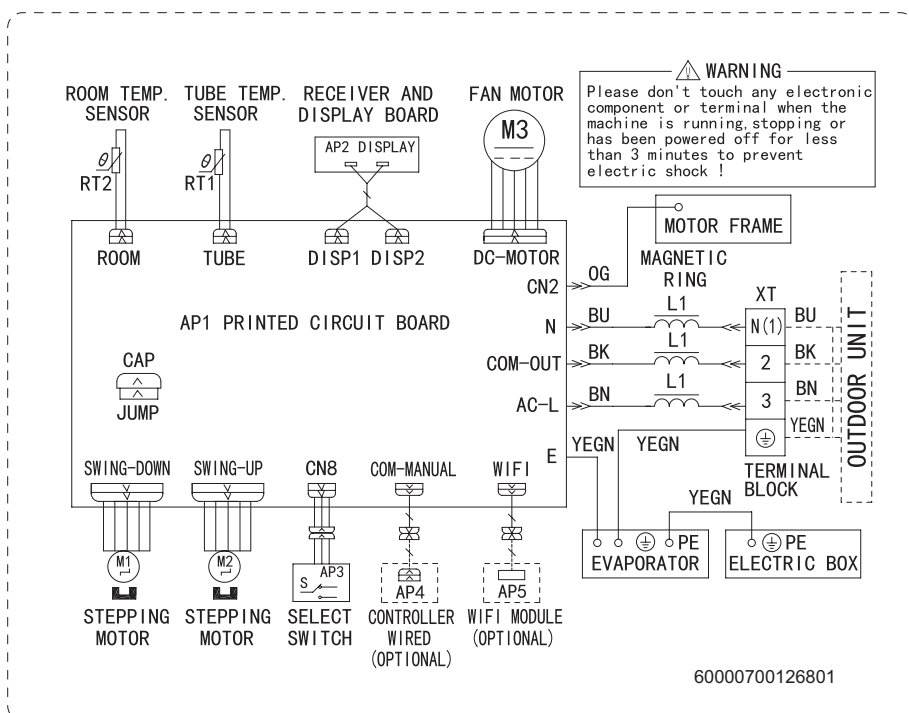 WARNING
Please don't touch any electronic
component or terminal when the
machine is running, stopping or
has been powered off for less
than 3 minutes to prevent
electric shock !
ROOM TEMP.
SENSOR
TUBE TEMP.
SENSOR
RECEIVER AND
DISPLAY BOARD
FAN MOTOR
AP2 DISPLAY
M3
θ
RT2
θ
RT1
ROOM
TUBE
DISP1
DISP2
DC-MOTOR
MOTOR FRAME
MAGNETIC
RING
CN2
OG
XT
AP1 PRINTED CIRCUIT BOARD
N
BU
L1
N(1)
BU
COM-OUT
BK
L1
2
BK
AC-L
BN
L1
3
BN
E
YEGN
YEGN
YEGN
TERMINAL
BLOCK
OUTDOOR UNIT
CAP
JUMP
SWING-DOWN
SWING-UP
CN8
COM-MANUAL
WIFI
YEGN
PE
EVAPORATOR
PE
ELECTRIC BOX
M1
M2
S
AP3
AP4
AP5
STEPPING
MOTOR
STEPPING
MOTOR
SELECT
SWITCH
CONTROLLER
WIRED
(OPTIONAL)
WIFI MODULE
(OPTIONAL)
60000700126801